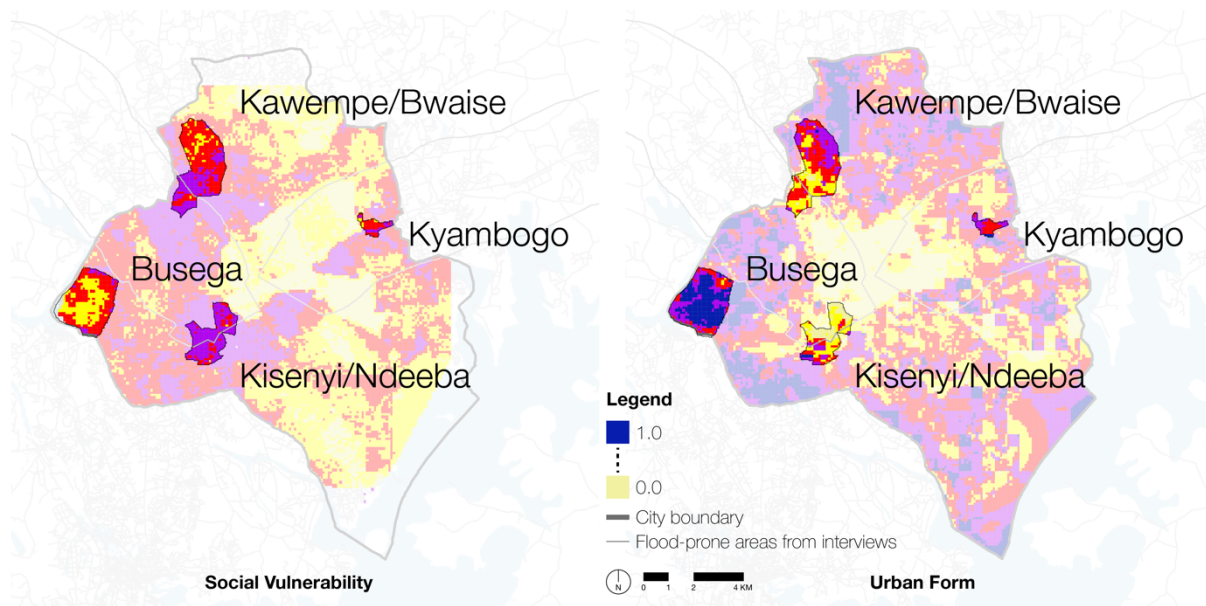 Kawempe/Bwaise
Kyambogo
Busega
Kisenyi/Ndeeba
Social Vulnerability
Kawempe/Bwaise
Kyambogo
Busega
Kisenyi/Ndeeba
Legend
1.0
0.0
City boundary
Flood-prone areas from interviews
N
0 1 2 4 KM
Urban Form